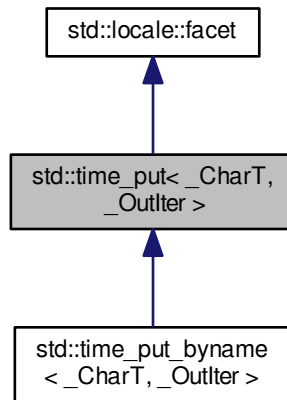 std::locale::facet
std::time_put< _CharT,
_OutIter >
std::time_put_byname
< _CharT, _OutIter >